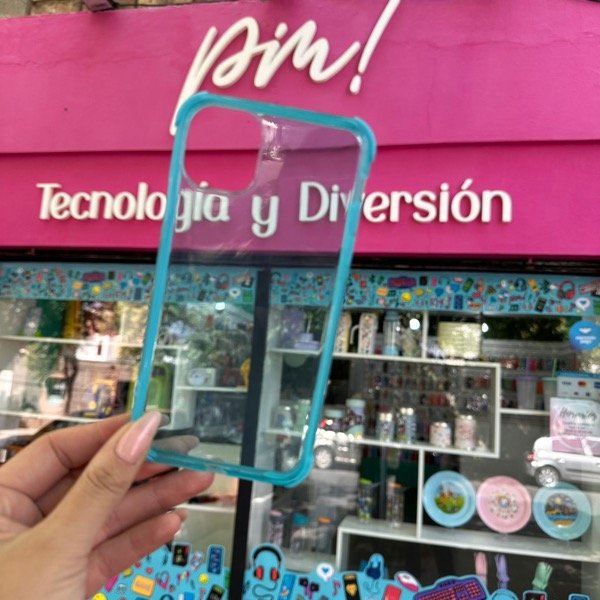 pim!
Tecnología y Diversión